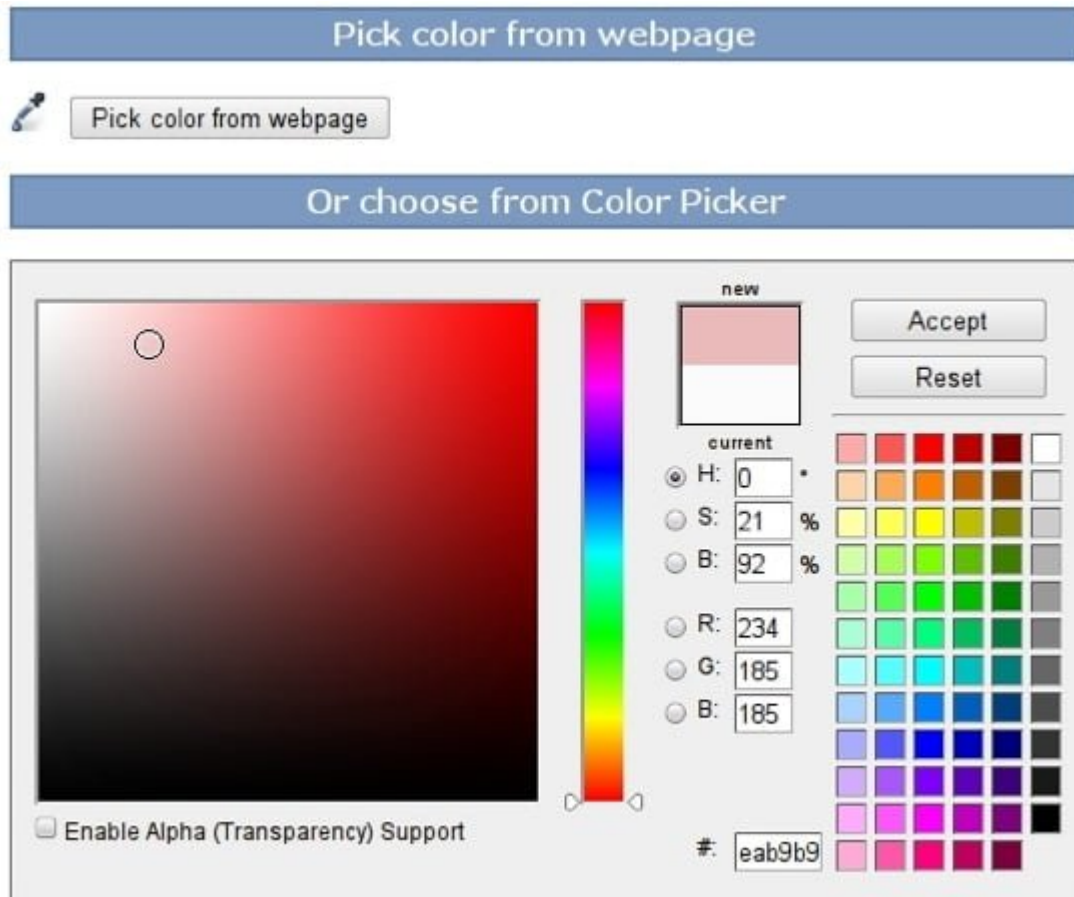 Pick color from webpage
Pick color from webpage
Or choose from Color Picker
new
current
Accept
Reset
H: 0 °
S: 21 %
B: 92 %
R: 234
G: 185
B: 185
#: eab9b9
Enable Alpha (Transparency) Support